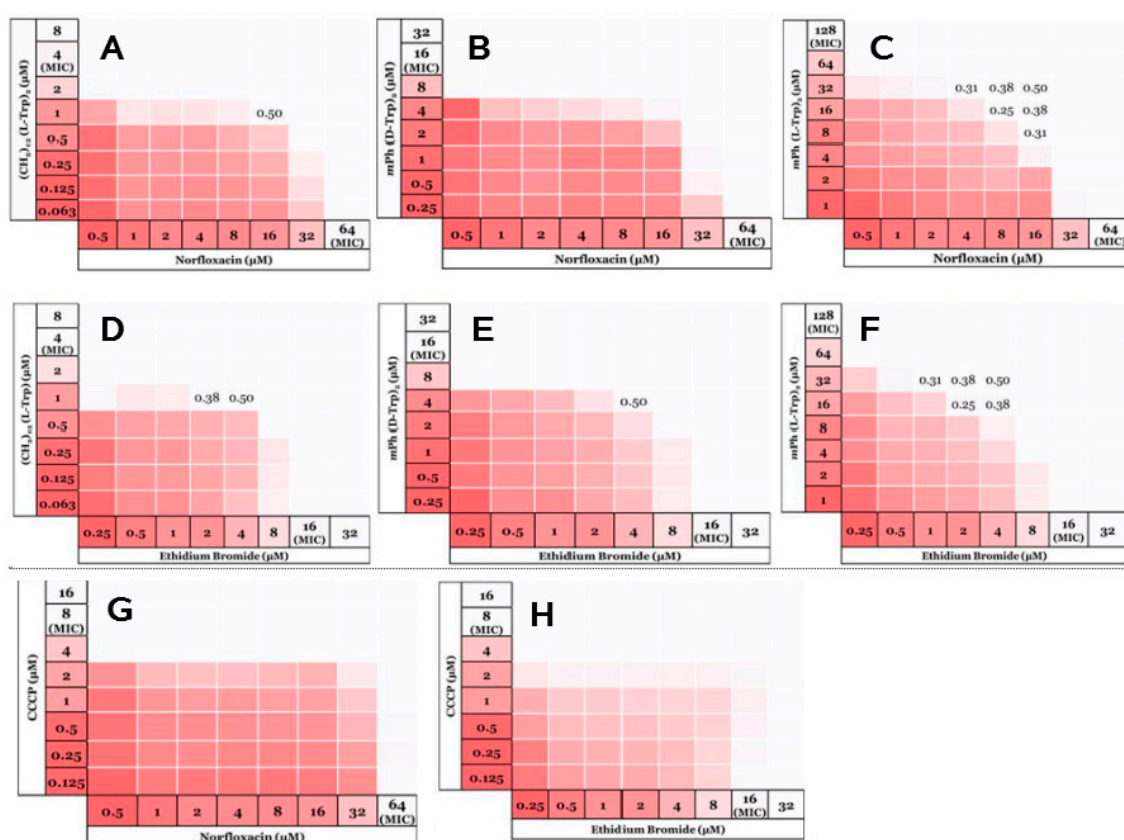 A
(CH₂)₁₂ (L-Trp)₂ (µM)
8
4
(MIC)
2
1
0.50
0.5
0.25
0.125
0.063
0.5 1 2 4 8 16 32 64
(MIC)
Norfloxacin (µM)
B
mPh (D-Trp)₂ (µM)
32
16
(MIC)
8
4
2
1
0.5
0.25
0.5 1 2 4 8 16 32 64
(MIC)
Norfloxacin (µM)
C
mPh (L-Trp)₂ (µM)
128
(MIC)
64
32 0.31 0.38 0.50
16 0.25 0.38
8 0.31
4
2
1
0.5 1 2 4 8 16 32 64
(MIC)
Norfloxacin (µM)
D
(CH₂)₁₂ (L-Trp) (µM)
8
4
(MIC)
2
1 0.38 0.50
0.5
0.25
0.125
0.063
0.25 0.5 1 2 4 8 16 32
(MIC)
Ethidium Bromide (µM)
E
mPh (D-Trp)₂ (µM)
32
16
(MIC)
8
4 0.50
2
1
0.5
0.25
0.25 0.5 1 2 4 8 16 32
(MIC)
Ethidium Bromide (µM)
F
mPh (L-Trp)₂ (µM)
128
(MIC)
64
32 0.31 0.38 0.50
16 0.25 0.38
8
4
2
1
0.25 0.5 1 2 4 8 16 32
(MIC)
Ethidium Bromide (µM)
G
CCCP (µM)
16
8
(MIC)
4
2
1
0.5
0.25
0.125
0.5 1 2 4 8 16 32 64
(MIC)
Norfloxacin (µM)
H
CCCP (µM)
16
8
(MIC)
4
2
1
0.5
0.25
0.125
0.25 0.5 1 2 4 8 16 32
(MIC)
Ethidium Bromide (µM)